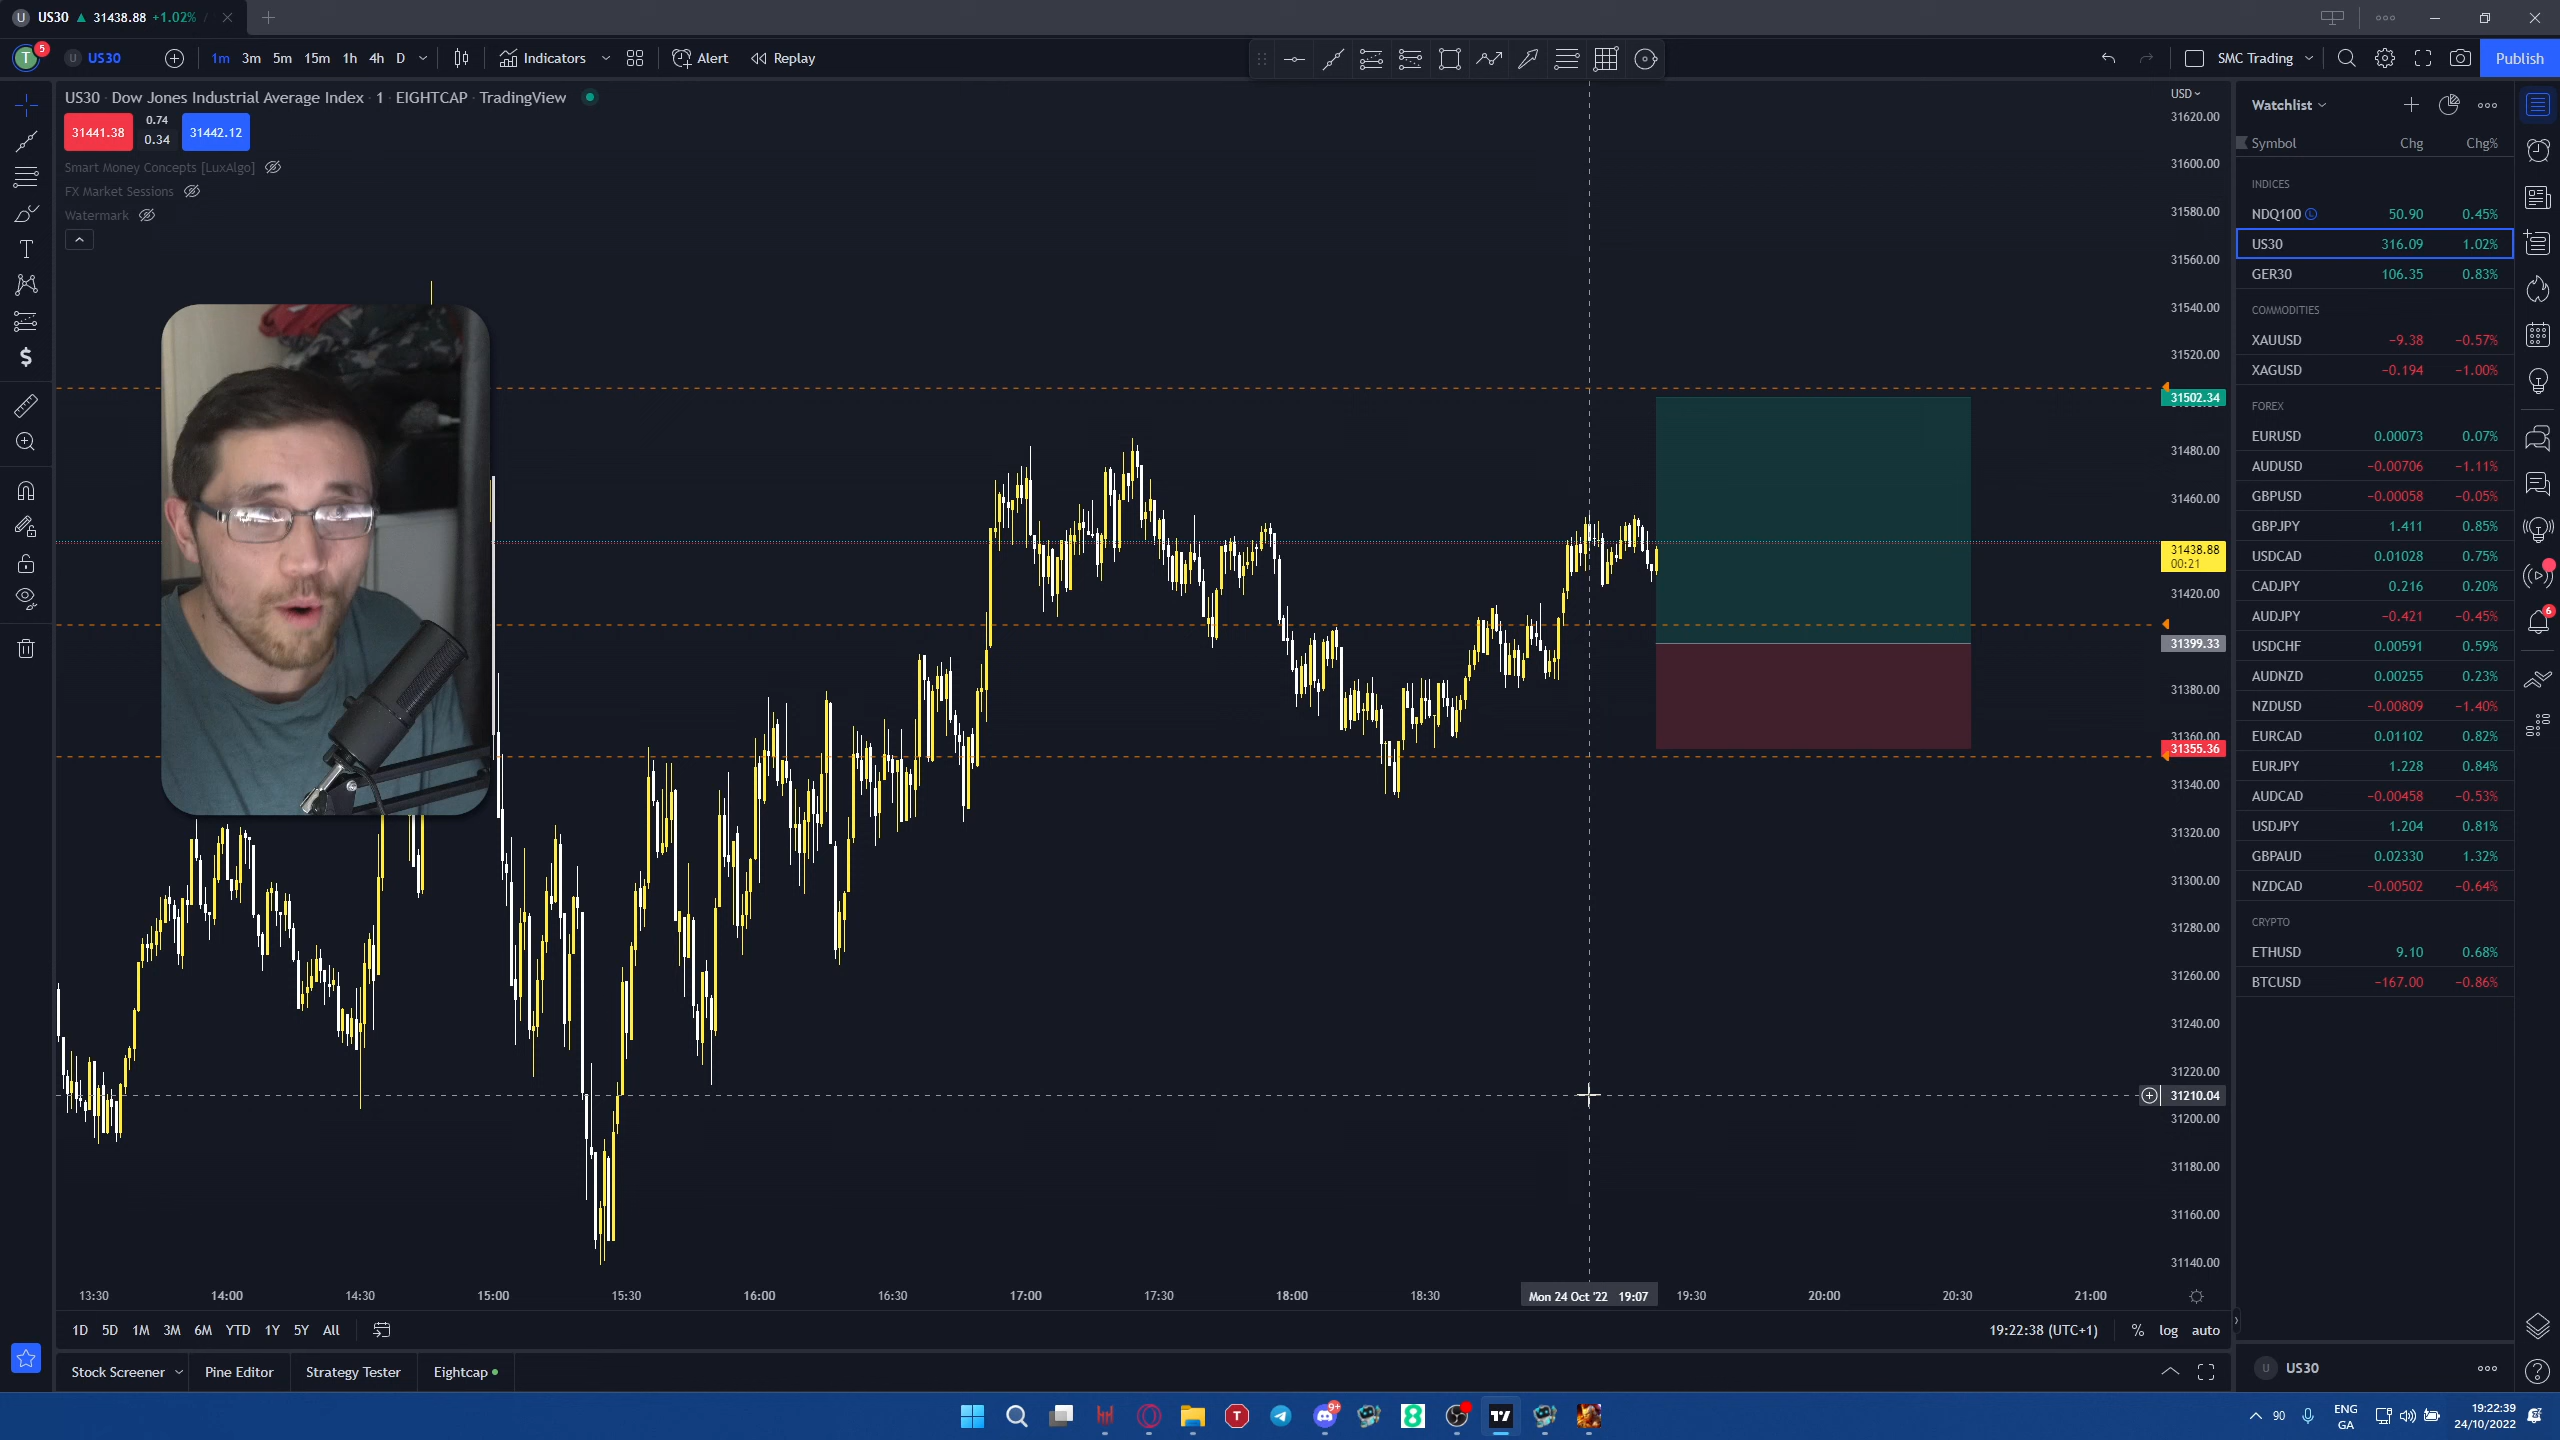 US30 ▲ 31438.88 +1.02% /
T 5 U US30 1m 3m 5m 15m 1h 4h D Indicators Alert Replay SMC Trading Publish
US30 · Dow Jones Industrial Average Index · 1 · EIGHTCAP · TradingView
31441.38 0.74 0.34 31442.12
Smart Money Concepts [LuxAlgo]
FX Market Sessions
Watermark
USD
31620.00
31600.00
31580.00
31560.00
31540.00
31520.00
31502.34
31480.00
31460.00
31438.88
00:21
31420.00
31399.33
31380.00
31360.00
31355.36
31340.00
31320.00
31300.00
31280.00
31260.00
31240.00
31220.00
31210.04
31200.00
31180.00
31160.00
31140.00
13:30 14:00 14:30 15:00 15:30 16:00 16:30 17:00 17:30 18:00 18:30 Mon 24 Oct '22 19:07 19:30 20:00 20:30 21:00
1D 5D 1M 3M 6M YTD 1Y 5Y All 19:22:38 (UTC+1) % log auto
Stock Screener Pine Editor Strategy Tester Eightcap
Watchlist
Symbol Chg Chg%
INDICES
NDQ100 50.90 0.45%
US30 316.09 1.02%
GER30 106.35 0.83%
COMMODITIES
XAUUSD −9.38 −0.57%
XAGUSD −0.194 −1.00%
FOREX
EURUSD 0.00073 0.07%
AUDUSD −0.00706 −1.11%
GBPUSD −0.00058 −0.05%
GBPJPY 1.411 0.85%
USDCAD 0.01028 0.75%
CADJPY 0.216 0.20%
AUDJPY −0.421 −0.45%
USDCHF 0.00591 0.59%
AUDNZD 0.00255 0.23%
NZDUSD −0.00809 −1.40%
EURCAD 0.01102 0.82%
EURJPY 1.228 0.84%
AUDCAD −0.00458 −0.53%
USDJPY 1.204 0.81%
GBPAUD 0.02330 1.32%
NZDCAD −0.00502 −0.64%
CRYPTO
ETHUSD 9.10 0.68%
BTCUSD −167.00 −0.86%
6
U US30
T 9+ 8 90 ENG GA 19:22:39 24/10/2022